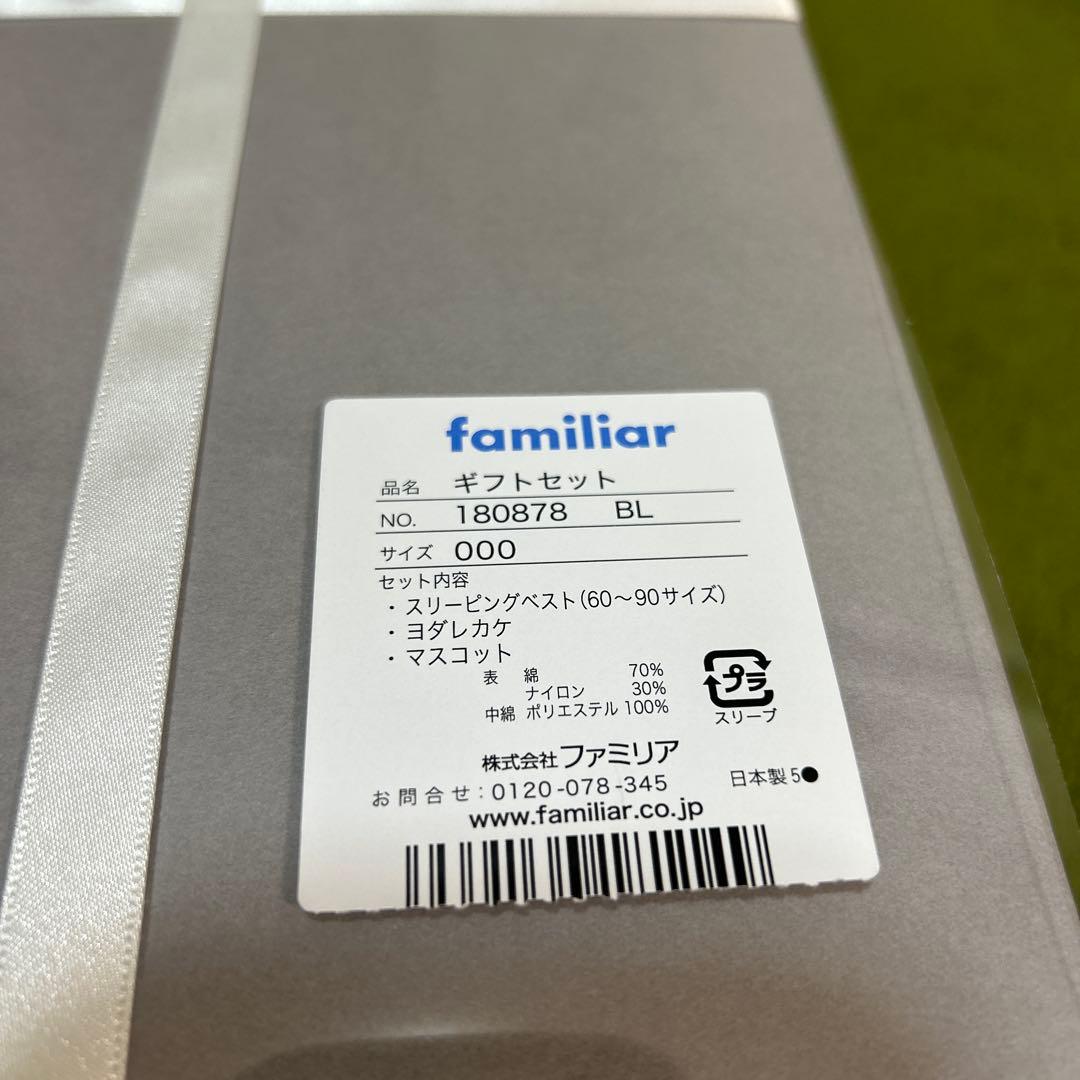 familiar
品名 ギフトセット
NO. 180878 BL
サイズ 000
セット内容
・スリーピングベスト(60〜90サイズ)
・ヨダレカケ
・マスコット
表 綿 70%
ナイロン 30%
中綿 ポリエステル 100%
プラ
スリーブ
株式会社ファミリア
お問合せ:0120-078-345
日本製 5●
www.familiar.co.jp